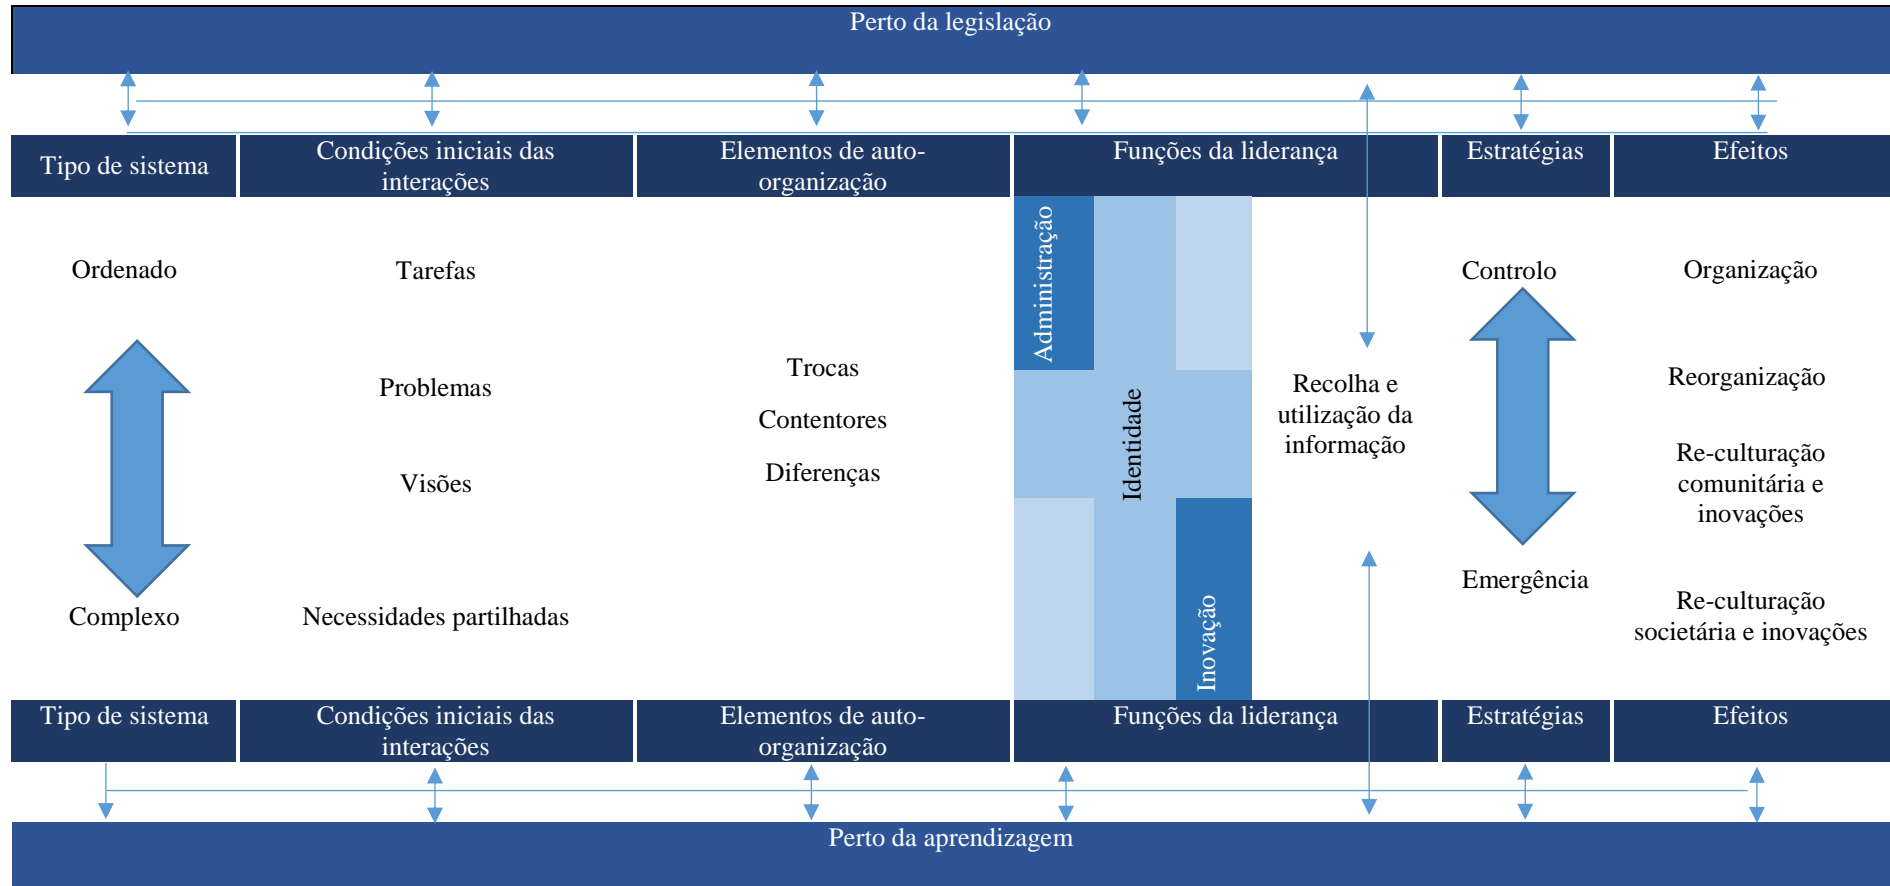 Perto da legislação
Tipo de sistema
Condições iniciais das
interações
Elementos de auto-
organização
Funções da liderança
Estratégias
Efeitos
Ordenado
Complexo
Tarefas
Problemas
Visões
Necessidades partilhadas
Trocas
Contentores
Diferenças
Administração
Identidade
Inovação
Recolha e
utilização da
informação
Controlo
Emergência
Organização
Reorganização
Re-culturação
comunitária e
inovações
Re-culturação
societária e inovações
Tipo de sistema
Condições iniciais das
interações
Elementos de auto-
organização
Funções da liderança
Estratégias
Efeitos
Perto da aprendizagem